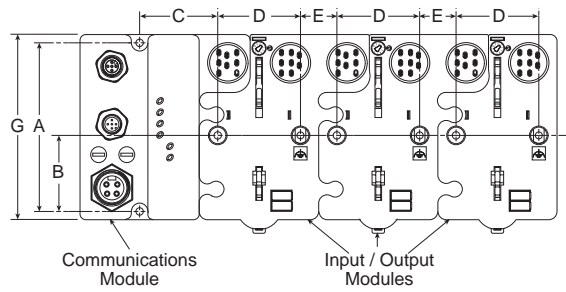 C D E D E D
G
A
B
Communications
Module
Input / Output
Modules